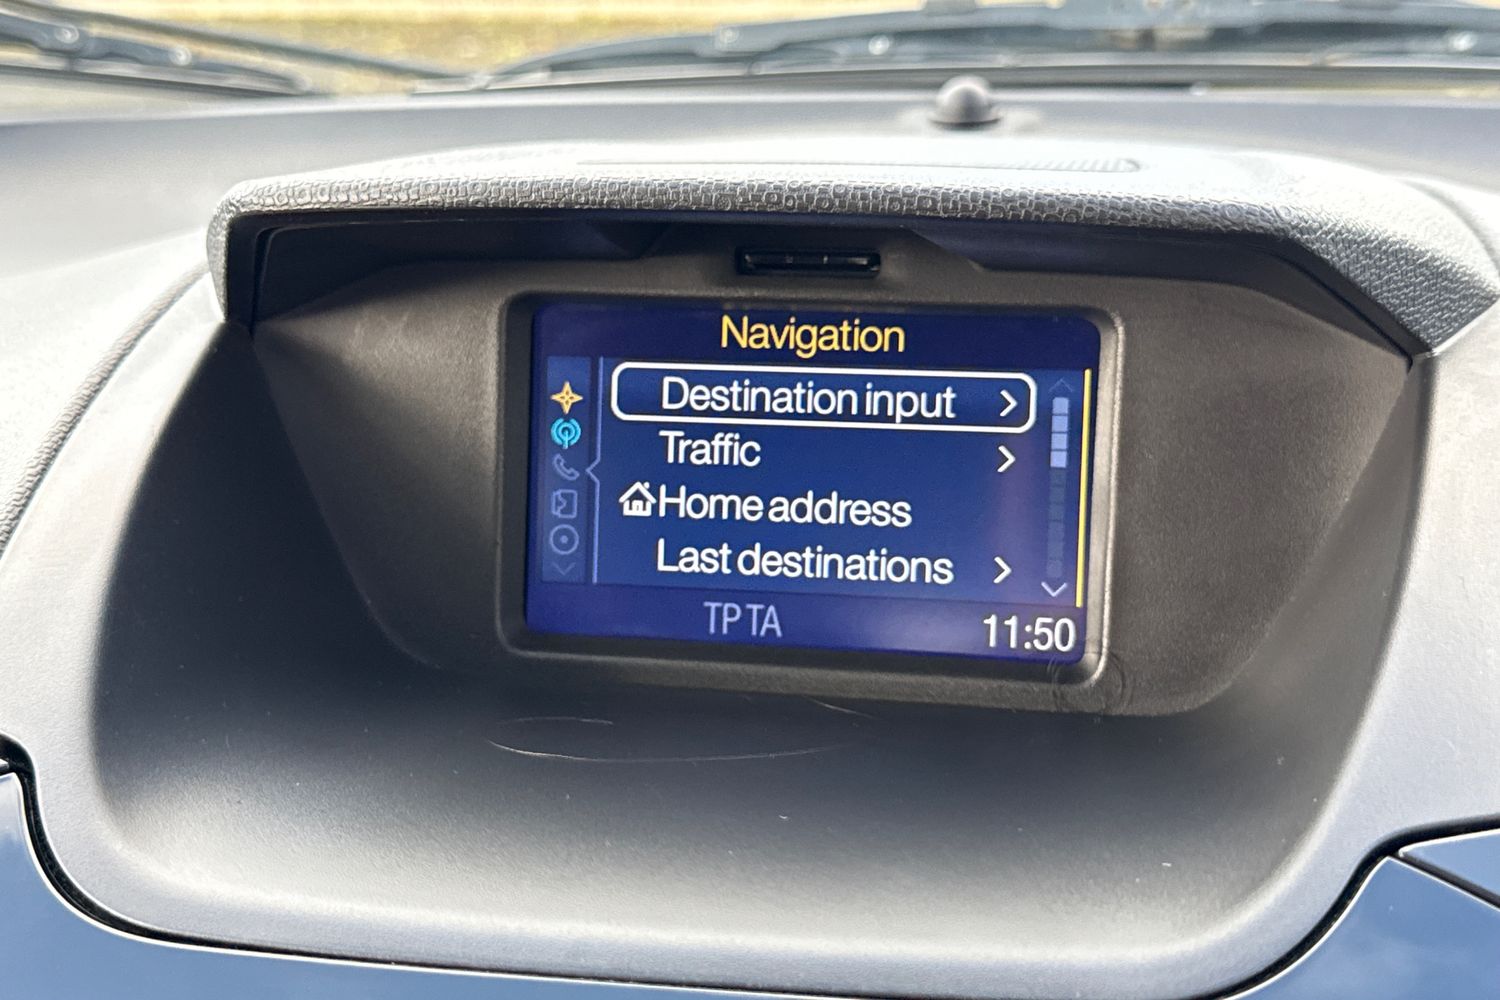 Navigation
Destination input
Traffic
Home address
Last destinations
TP TA
11:50